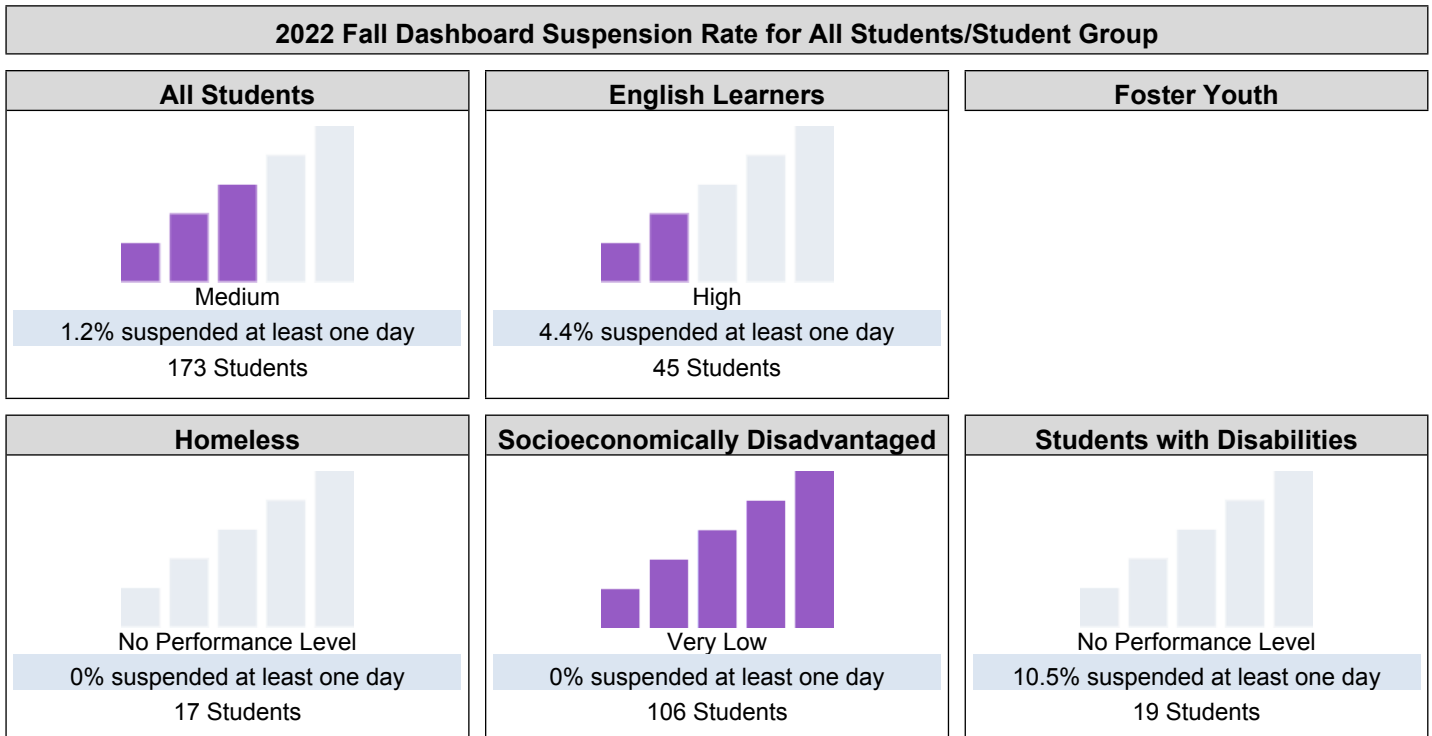 2022 Fall Dashboard Suspension Rate for All Students/Student Group
All Students
Medium
1.2% suspended at least one day
173 Students
English Learners
High
4.4% suspended at least one day
45 Students
Foster Youth
Homeless
No Performance Level
0% suspended at least one day
17 Students
Socioeconomically Disadvantaged
Very Low
0% suspended at least one day
106 Students
Students with Disabilities
No Performance Level
10.5% suspended at least one day
19 Students